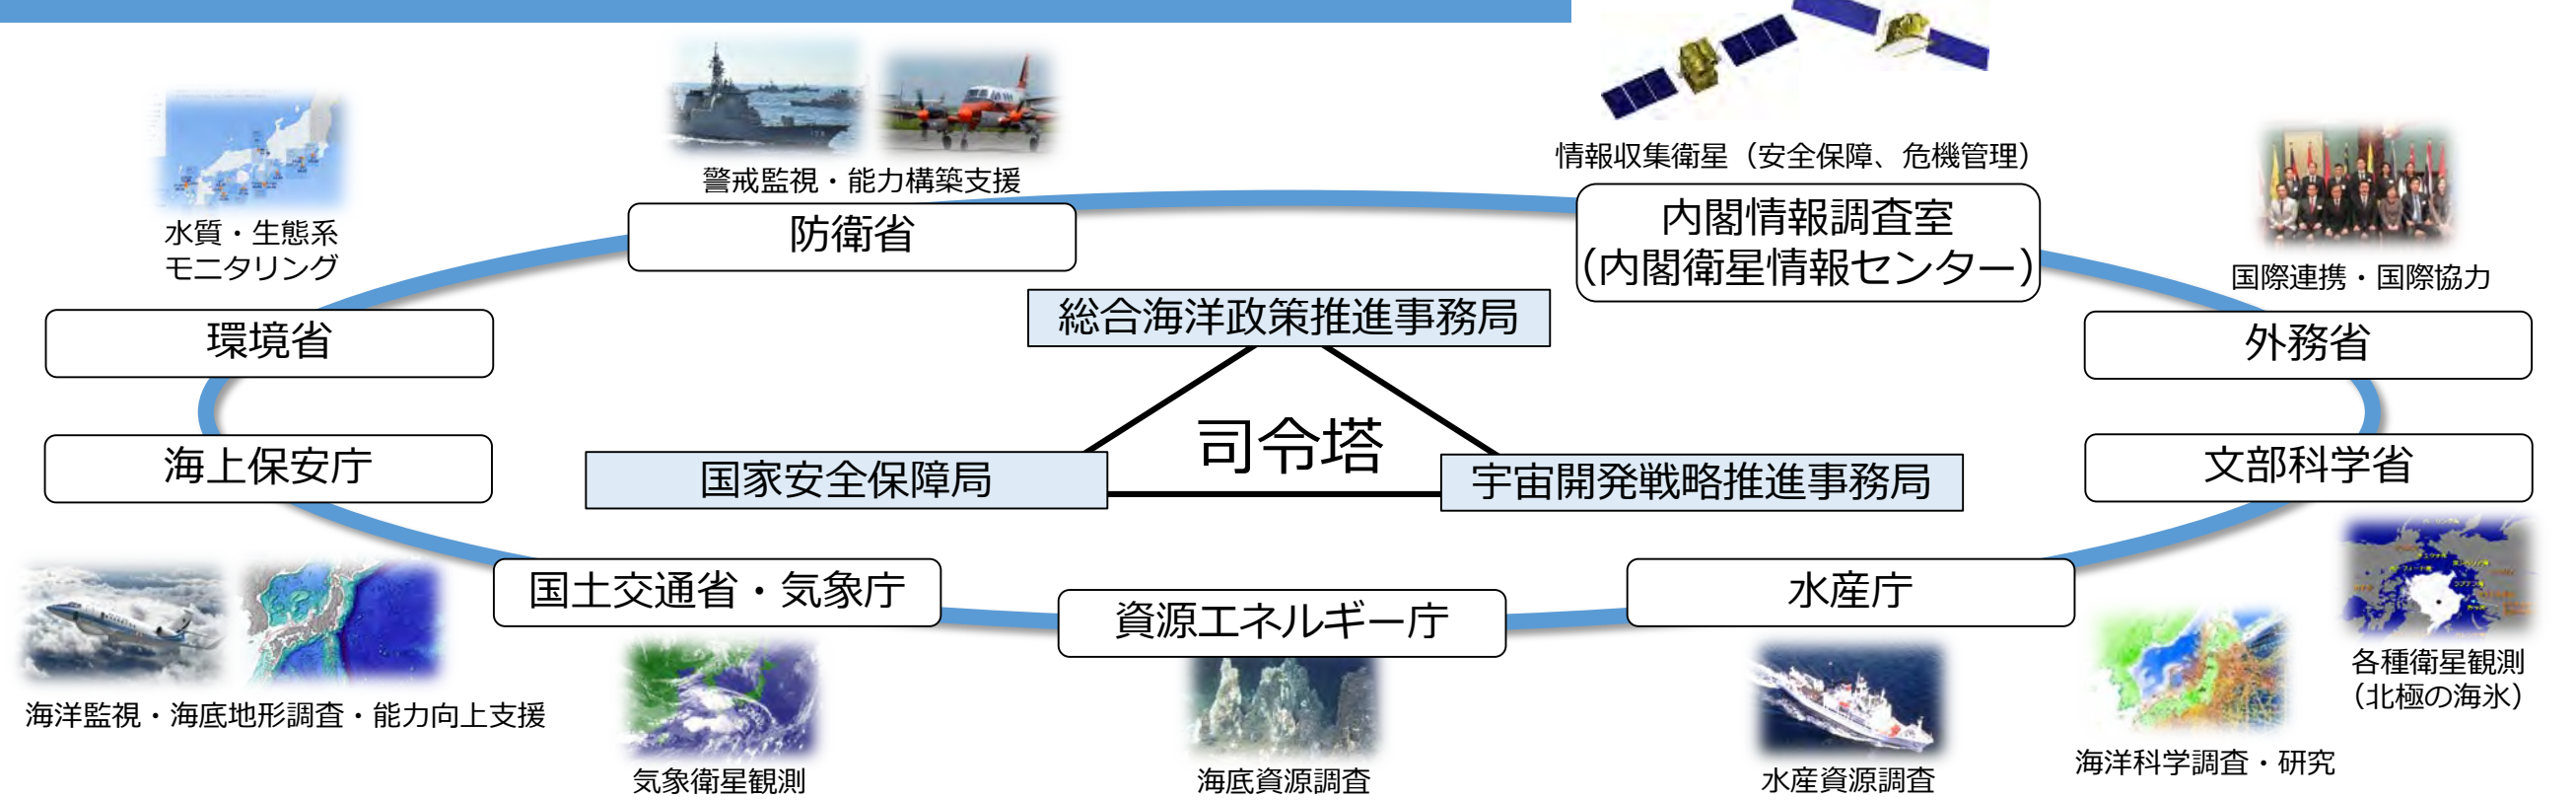 警戒監視・能力構築支援
防衛省
情報収集衛星（安全保障、危機管理）
内閣情報調査室
（内閣衛星情報センター）
水質・生態系
モニタリング
環境省
国際連携・国際協力
外務省
総合海洋政策推進事務局
司令塔
国家安全保障局
宇宙開発戦略推進事務局
海上保安庁
文部科学省
海洋監視・海底地形調査・能力向上支援
国土交通省・気象庁
気象衛星観測
資源エネルギー庁
海底資源調査
水産庁
水産資源調査
海洋科学調査・研究
各種衛星観測
（北極の海氷）